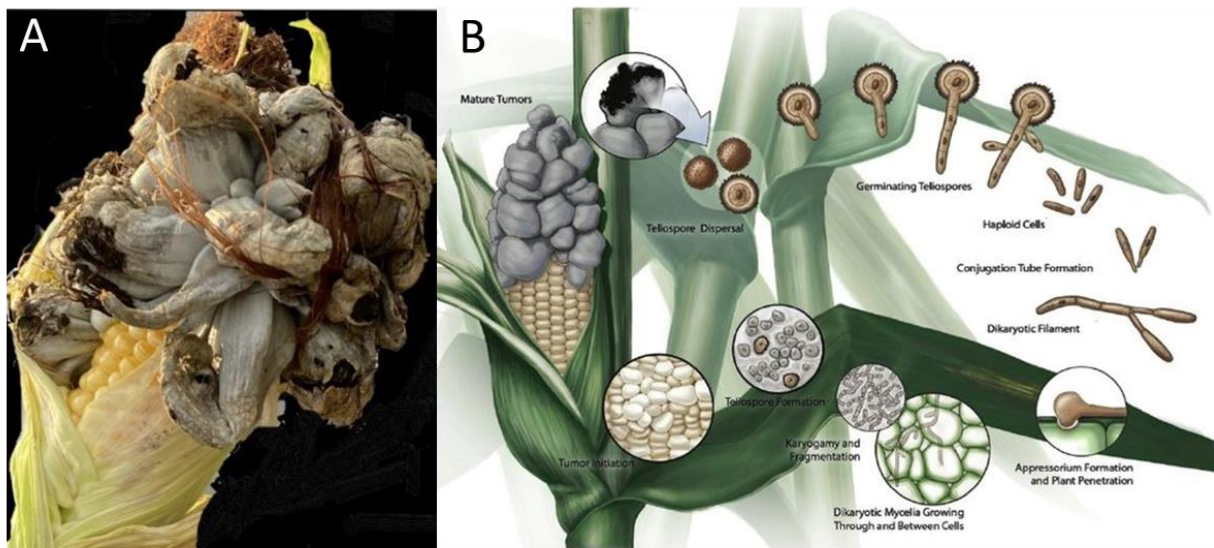 A
B
Mature Tumors
Teliospore Dispersal
Germinating Teliospores
Haploid Cells
Conjugation Tube Formation
Dikaryotic Filament
Appressorium Formation
and Plant Penetration
Dikaryotic Mycelia Growing
Through and Between Cells
Karyogamy and
Fragmentation
Teliospore Formation
Tumor Initiation